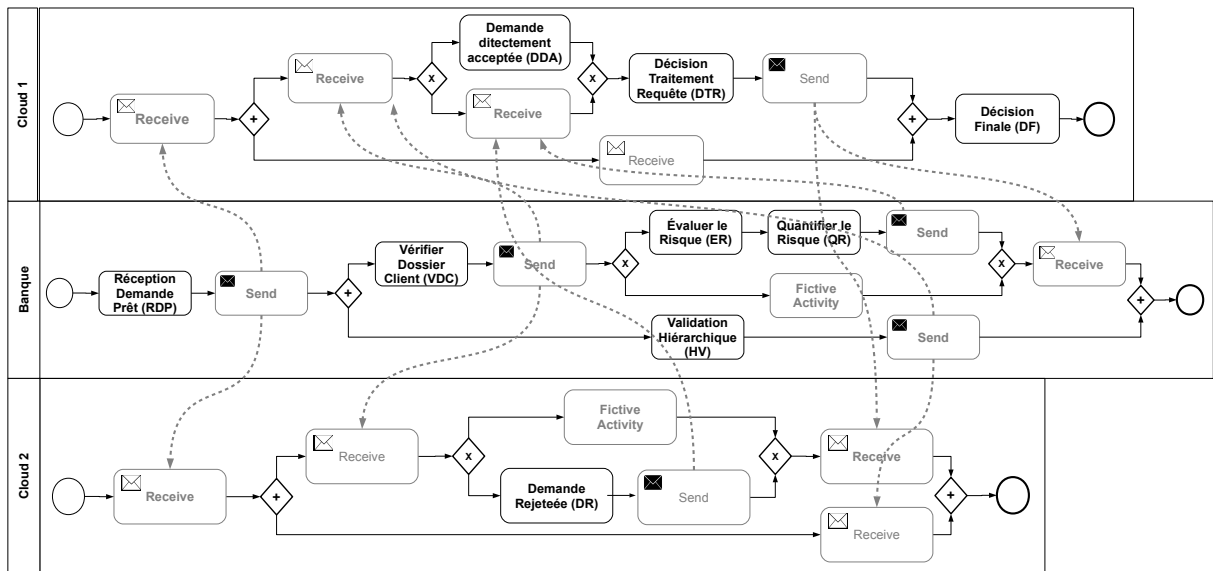 Cloud 1
Receive
Receive
Demande
ditectement
acceptée (DDA)
x
x
Receive
Décision
Traitement
Requête (DTR)
Send
Receive
+
+
Décision
Finale (DF)
Banque
Réception
Demande
Prêt (RDP)
Send
+
Vérifier
Dossier
Client (VDC)
Send
x
Évaluer le
Risque (ER)
Quantifier le
Risque (QR)
Send
Fictive
Activity
x
Receive
Validation
Hiérarchique
(HV)
Send
+
Cloud 2
Receive
+
Receive
x
Fictive
Activity
Demande
Rejeteée (DR)
Send
x
Receive
Receive
+